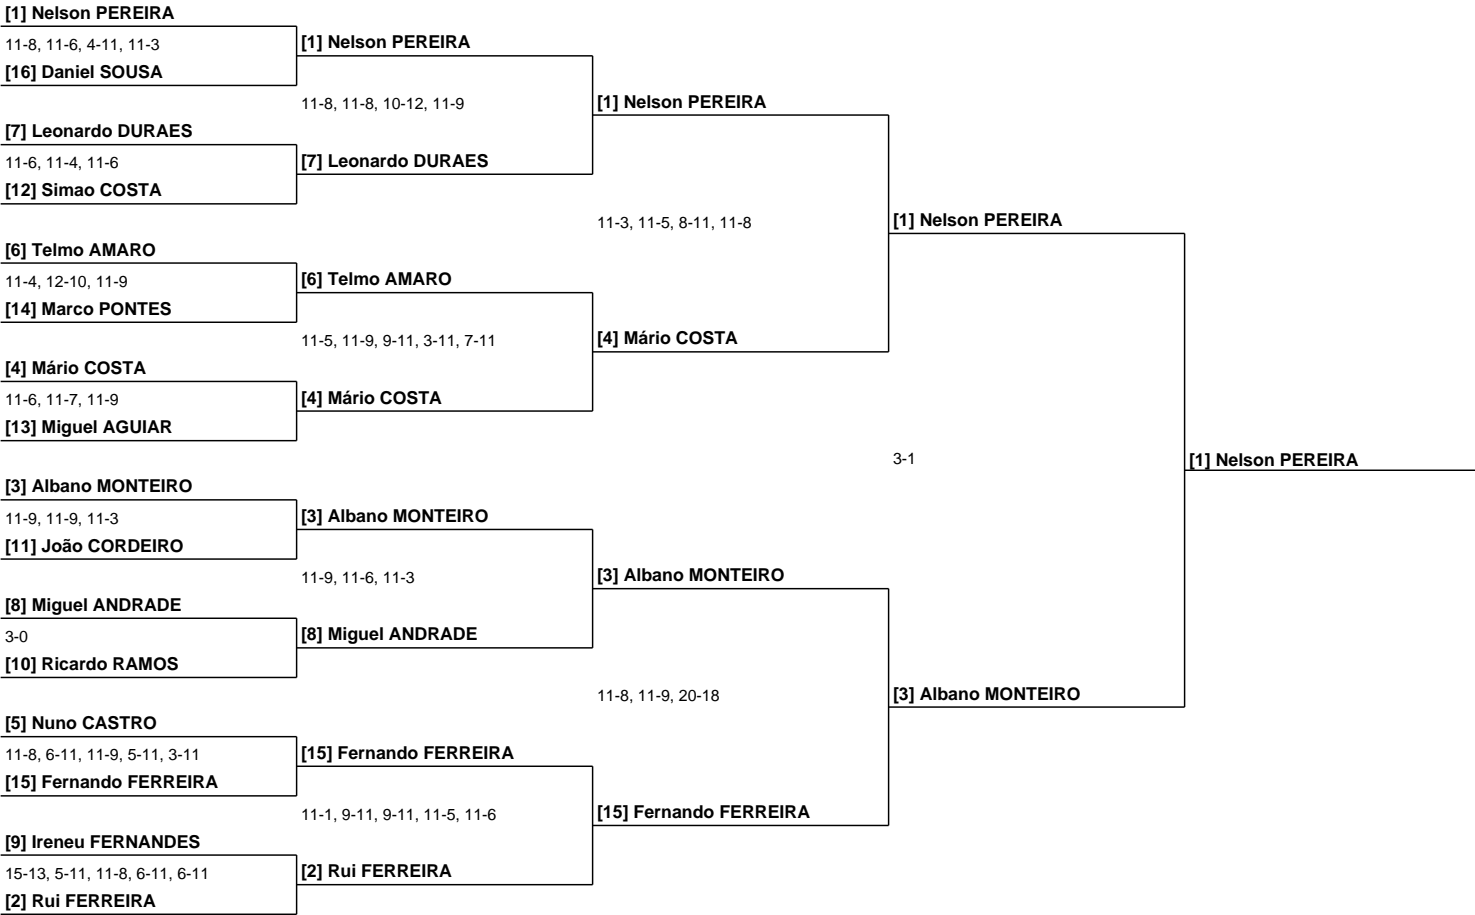 [1] Nelson PEREIRA
11-8, 11-6, 4-11, 11-3
[16] Daniel SOUSA
[7] Leonardo DURAES
11-6, 11-4, 11-6
[12] Simao COSTA
[6] Telmo AMARO
11-4, 12-10, 11-9
[14] Marco PONTES
[4] Mário COSTA
11-6, 11-7, 11-9
[13] Miguel AGUIAR
[3] Albano MONTEIRO
11-9, 11-9, 11-3
[11] João CORDEIRO
[8] Miguel ANDRADE
3-0
[10] Ricardo RAMOS
[5] Nuno CASTRO
11-8, 6-11, 11-9, 5-11, 3-11
[15] Fernando FERREIRA
[9] Ireneu FERNANDES
15-13, 5-11, 11-8, 6-11, 6-11
[2] Rui FERREIRA
[1] Nelson PEREIRA
11-8, 11-8, 10-12, 11-9
[7] Leonardo DURAES
[6] Telmo AMARO
11-5, 11-9, 9-11, 3-11, 7-11
[4] Mário COSTA
[3] Albano MONTEIRO
11-9, 11-6, 11-3
[8] Miguel ANDRADE
[15] Fernando FERREIRA
11-1, 9-11, 9-11, 11-5, 11-6
[2] Rui FERREIRA
[1] Nelson PEREIRA
11-3, 11-5, 8-11, 11-8
[4] Mário COSTA
[3] Albano MONTEIRO
11-8, 11-9, 20-18
[15] Fernando FERREIRA
[1] Nelson PEREIRA
3-1
[3] Albano MONTEIRO
[1] Nelson PEREIRA